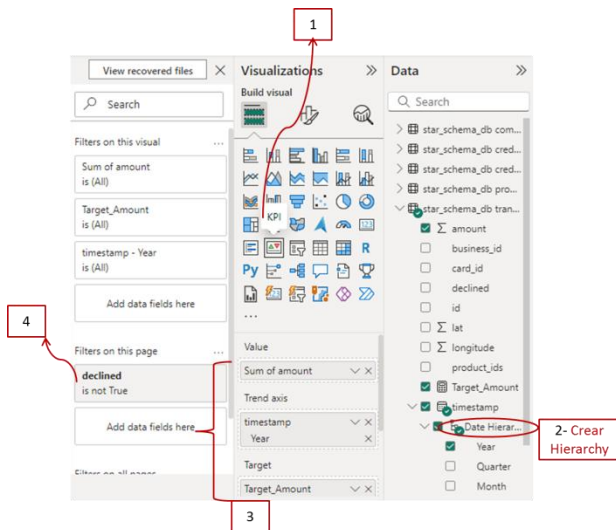 1
View recovered files
Search
Filters on this visual
...
Sum of amount
is (All)
Target_Amount
is (All)
timestamp - Year
is (All)
Add data fields here
4
Filters on this page
...
declined
is not True
Add data fields here
Visualizations
Build visual
KPI
123
R
Py
...
Value
Sum of amount
Trend axis
timestamp
Year
Target
Target_Amount
3
Data
Search
star_schema_db com...
star_schema_db cred...
star_schema_db cred...
star_schema_db pro...
star_schema_db tran...
∑ amount
business_id
card_id
declined
id
∑ lat
∑ longitude
product_ids
Target_Amount
timestamp
Date Hierar...
Year
Quarter
Month
2- Crear
Hierarchy